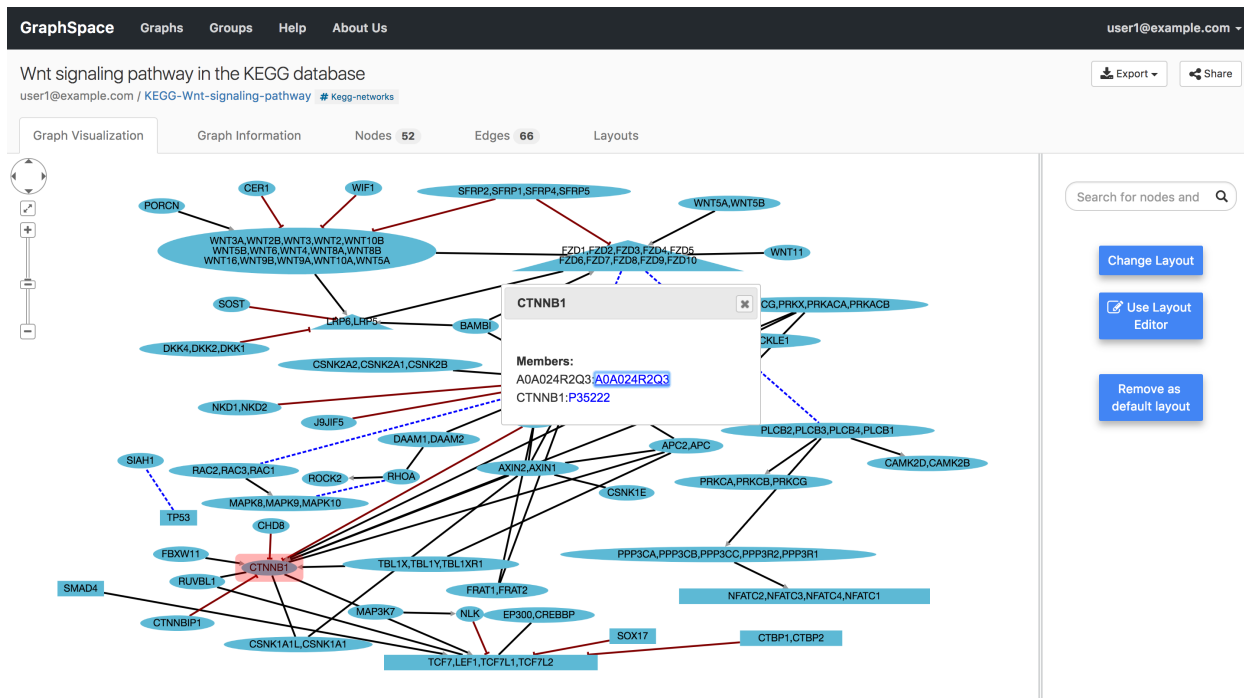 GraphSpace Graphs Groups Help About Us user1@example.com
Wnt signaling pathway in the KEGG database
Export Share
user1@example.com / KEGG-Wnt-signaling-pathway # Kegg-networks
Graph Visualization Graph Information Nodes 52 Edges 66 Layouts
Search for nodes and
Change Layout
Use Layout
Editor
Remove as
default layout
CER1
WIF1
SFRP2,SFRP1,SFRP4,SFRP5
PORCN
WNT5A,WNT5B
WNT3A,WNT2B,WNT3,WNT2,WNT10B
WNT5B,WNT6,WNT4,WNT8A,WNT8B
WNT16,WNT9B,WNT9A,WNT10A,WNT5A
FZD1,FZD2,FZD3,FZD4,FZD5
FZD6,FZD7,FZD8,FZD9,FZD10
WNT11
SOST
LRP6,LRP5
BAMBI
CTNNB1
CG,PRKX,PRKACA,PRKACB
CKLE1
DKK4,DKK2,DKK1
CSNK2A2,CSNK2A1,CSNK2B
Members:
A0A024R2Q3:A0A024R2Q3
CTNNB1:P35222
NKD1,NKD2
J9JIF5
DAAM1,DAAM2
PLCB2,PLCB3,PLCB4,PLCB1
APC2,APC
SIAH1
RAC2,RAC3,RAC1
ROCK2
RHOA
AXIN2,AXIN1
CAMK2D,CAMK2B
CSNK1E
PRKCA,PRKCB,PRKCG
MAPK8,MAPK9,MAPK10
TP53
CHD8
FBXW11
CTNNB1
TBL1X,TBL1Y,TBL1XR1
PPP3CA,PPP3CB,PPP3CC,PPP3R2,PPP3R1
RUVBL1
SMAD4
FRAT1,FRAT2
NFATC2,NFATC3,NFATC4,NFATC1
CTNNBIP1
MAP3K7
NLK
EP300,CREBBP
CSNK1A1L,CSNK1A1
SOX17
CTBP1,CTBP2
TCF7,LEF1,TCF7L1,TCF7L2